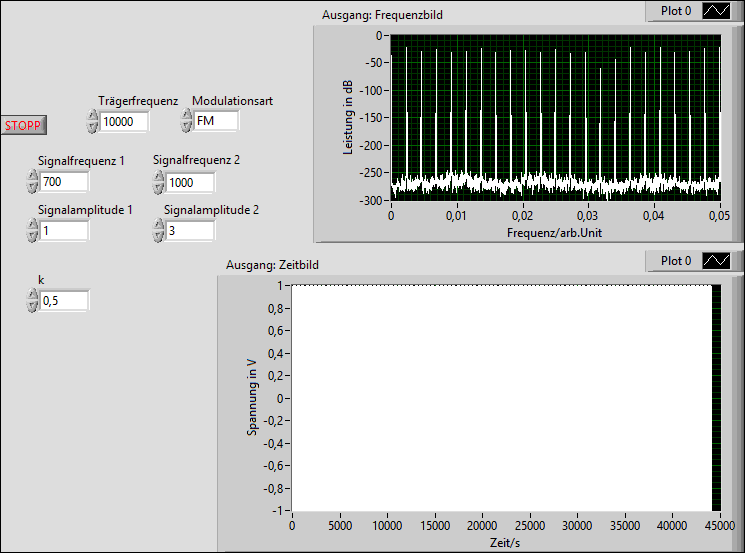 Ausgang: Frequenzbild
Plot 0
Trägerfrequenz
Modulationsart
10000
FM
STOPP
Signalfrequenz 1
Signalfrequenz 2
700
1000
Signalamplitude 1
Signalamplitude 2
1
3
k
0,5
Leistung in dB
0-
-50-
-100-
-150-
-200-
-250-
-300-
0
0,01
0,02
0,03
0,04
0,05
Frequenz/arb.Unit
Ausgang: Zeitbild
Plot 0
Spannung in V
1-
0,8-
0,6-
0,4-
0,2-
0-
-0,2-
-0,4-
-0,6-
-0,8-
-1-
0
5000
10000
15000
20000
25000
30000
35000
40000
45000
Zeit/s